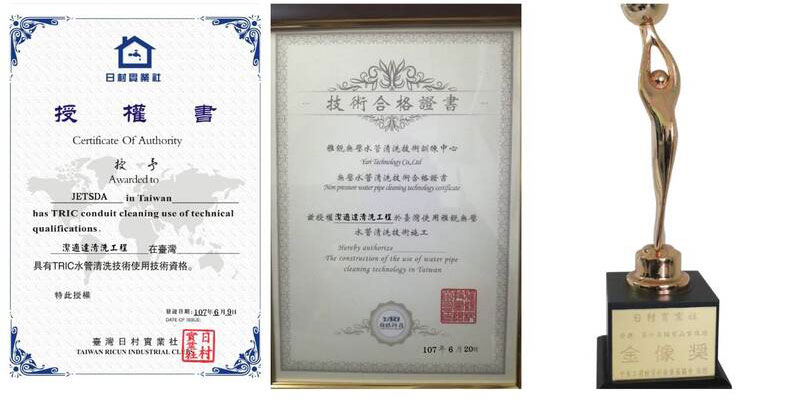 日村實業社
授權書
Certificate Of Authority
授予
Awarded to
JETSDA in Taiwan
has TRIC conduit cleaning use of technical
qualifications.
潔適達清洗工程 在臺灣
具有TRIC水管清洗技術使用技術資格。
特此授權
發證日期:107年6月9日
DATE OF ISSUE:
臺灣日村實業社
TAIWAN RICUN INDUSTRIAL
日村實業社
技術合格證書
雅銳無壓水管清洗技術訓練中心
Yari Technology Co.,Ltd
無壓水管清洗技術合格證書
Non pressure water pipe cleaning technology certificate
茲授權潔適達清洗工程於臺灣使用雅銳無壓
水管清洗技術施工
Hereby authorize
The construction of the use of water pipe
cleaning technology in Taiwan
107年6月20日
日村實業社
金像獎